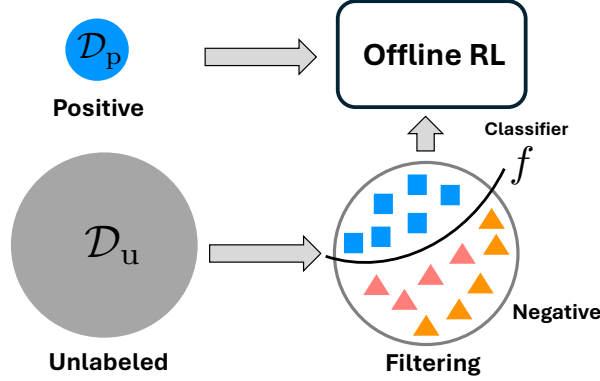 𝒟p
Positive
Offline RL
Classifier
f
𝒟u
Unlabeled
Negative
Filtering